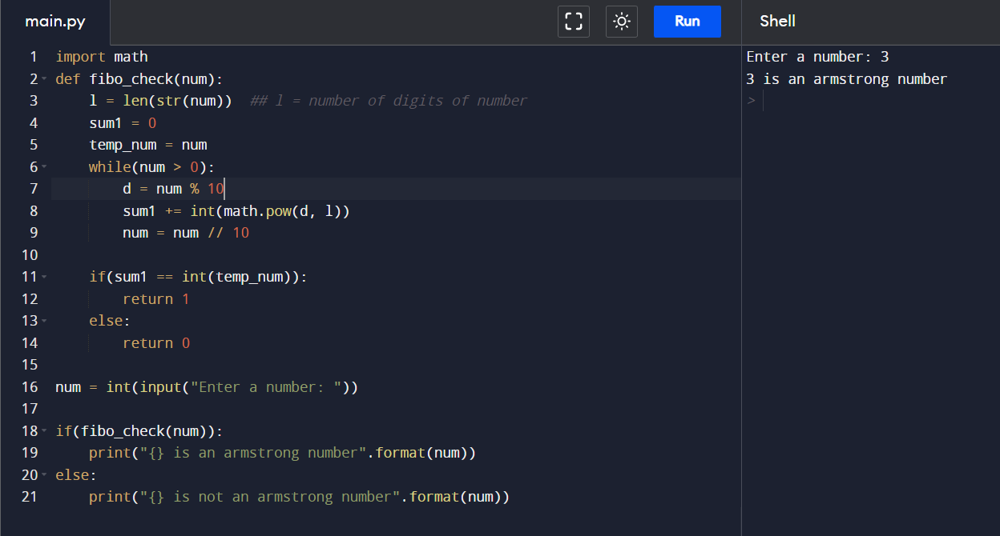 main.py
Run
Shell
1 import math
2 def fibo_check(num):
3     l = len(str(num))  ## l = number of digits of number
4     sum1 = 0
5     temp_num = num
6     while(num > 0):
7         d = num % 10
8         sum1 += int(math.pow(d, l))
9         num = num // 10
10
11     if(sum1 == int(temp_num)):
12         return 1
13     else:
14         return 0
15
16 num = int(input("Enter a number: "))
17
18 if(fibo_check(num)):
19     print("{} is an armstrong number".format(num))
20 else:
21     print("{} is not an armstrong number".format(num))
Enter a number: 3
3 is an armstrong number
>